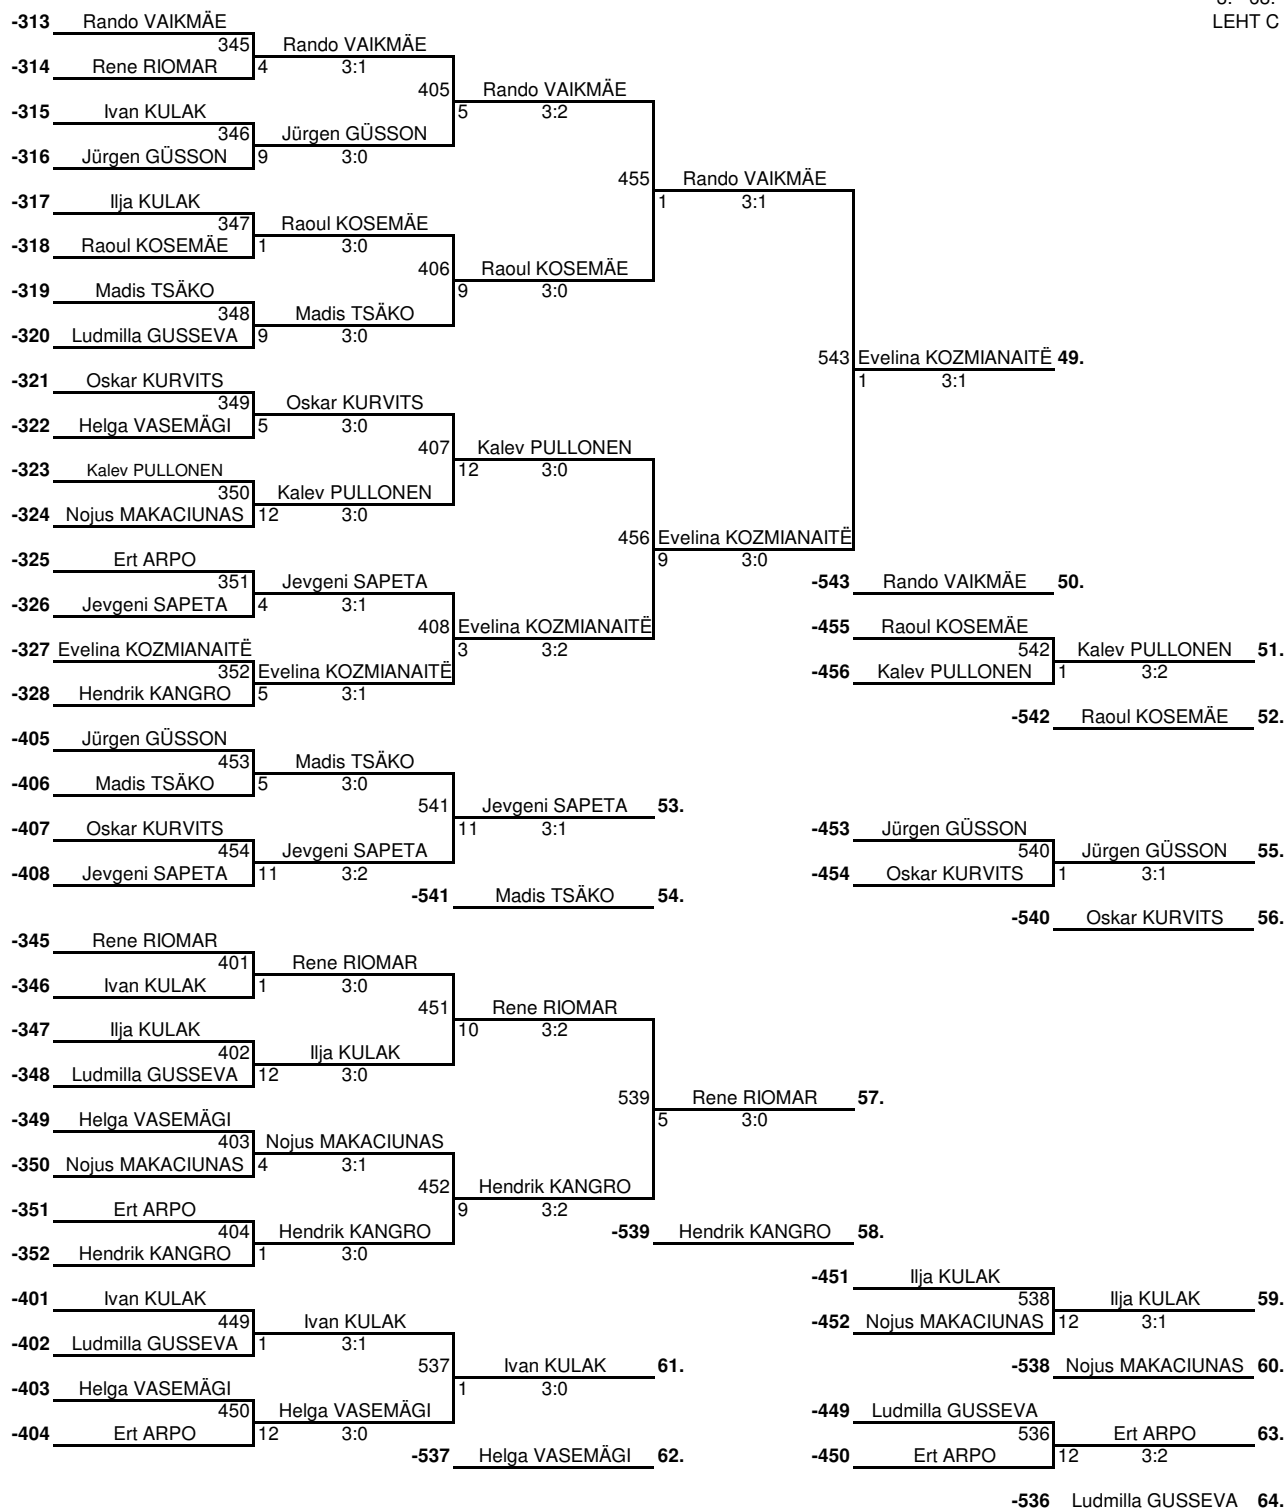 LEHT C
-313 Rando VAIKMÄE
345 Rando VAIKMÄE
-314 Rene RIOMAR 4 3:1
405 Rando VAIKMÄE
-315 Ivan KULAK 5 3:2
346 Jürgen GÜSSON
-316 Jürgen GÜSSON 9 3:0
455 Rando VAIKMÄE
-317 Ilja KULAK 1 3:1
347 Raoul KOSEMÄE
-318 Raoul KOSEMÄE 1 3:0
406 Raoul KOSEMÄE
-319 Madis TSÄKO 9 3:0
348 Madis TSÄKO
-320 Ludmilla GUSSEVA 9 3:0
543 Evelina KOZMIANAITË 49.
-321 Oskar KURVITS 1 3:1
349 Oskar KURVITS
-322 Helga VASEMÄGI 5 3:0
407 Kalev PULLONEN
-323 Kalev PULLONEN 12 3:0
350 Kalev PULLONEN
-324 Nojus MAKACIUNAS 12 3:0
456 Evelina KOZMIANAITË
-325 Ert ARPO 9 3:0
351 Jevgeni SAPETA -543 Rando VAIKMÄE 50.
-326 Jevgeni SAPETA 4 3:1
408 Evelina KOZMIANAITË -455 Raoul KOSEMÄE
-327 Evelina KOZMIANAITË 3 3:2 542 Kalev PULLONEN 51.
352 Evelina KOZMIANAITË -456 Kalev PULLONEN 1 3:2
-328 Hendrik KANGRO 5 3:1
-542 Raoul KOSEMÄE 52.
-405 Jürgen GÜSSON
453 Madis TSÄKO
-406 Madis TSÄKO 5 3:0
541 Jevgeni SAPETA 53.
-407 Oskar KURVITS 11 3:1 -453 Jürgen GÜSSON
454 Jevgeni SAPETA 540 Jürgen GÜSSON 55.
-408 Jevgeni SAPETA 11 3:2 -454 Oskar KURVITS 1 3:1
-541 Madis TSÄKO 54.
-540 Oskar KURVITS 56.
-345 Rene RIOMAR
401 Rene RIOMAR
-346 Ivan KULAK 1 3:0
451 Rene RIOMAR
-347 Ilja KULAK 10 3:2
402 Ilja KULAK
-348 Ludmilla GUSSEVA 12 3:0
539 Rene RIOMAR 57.
-349 Helga VASEMÄGI 5 3:0
403 Nojus MAKACIUNAS
-350 Nojus MAKACIUNAS 4 3:1
452 Hendrik KANGRO
-351 Ert ARPO 9 3:2
404 Hendrik KANGRO -539 Hendrik KANGRO 58.
-352 Hendrik KANGRO 1 3:0
-451 Ilja KULAK
-401 Ivan KULAK 538 Ilja KULAK 59.
449 Ivan KULAK -452 Nojus MAKACIUNAS 12 3:1
-402 Ludmilla GUSSEVA 1 3:1
537 Ivan KULAK 61. -538 Nojus MAKACIUNAS 60.
-403 Helga VASEMÄGI 1 3:0
450 Helga VASEMÄGI -449 Ludmilla GUSSEVA
-404 Ert ARPO 12 3:0 536 Ert ARPO 63.
-537 Helga VASEMÄGI 62. -450 Ert ARPO 12 3:2
-536 Ludmilla GUSSEVA 64.